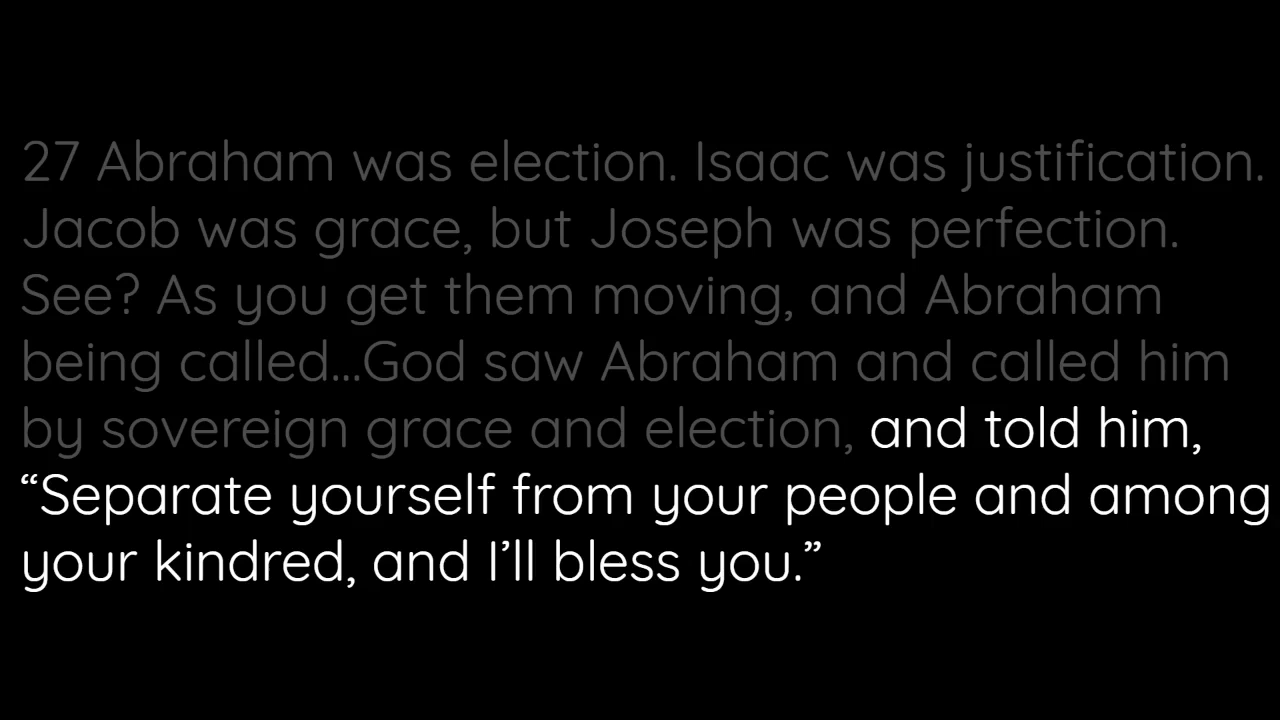 27 Abraham was election. Isaac was justification.
Jacob was grace, but Joseph was perfection.
See? As you get them moving, and Abraham
being called...God saw Abraham and called him
by sovereign grace and election, and told him,
“Separate yourself from your people and among
your kindred, and I’ll bless you.”